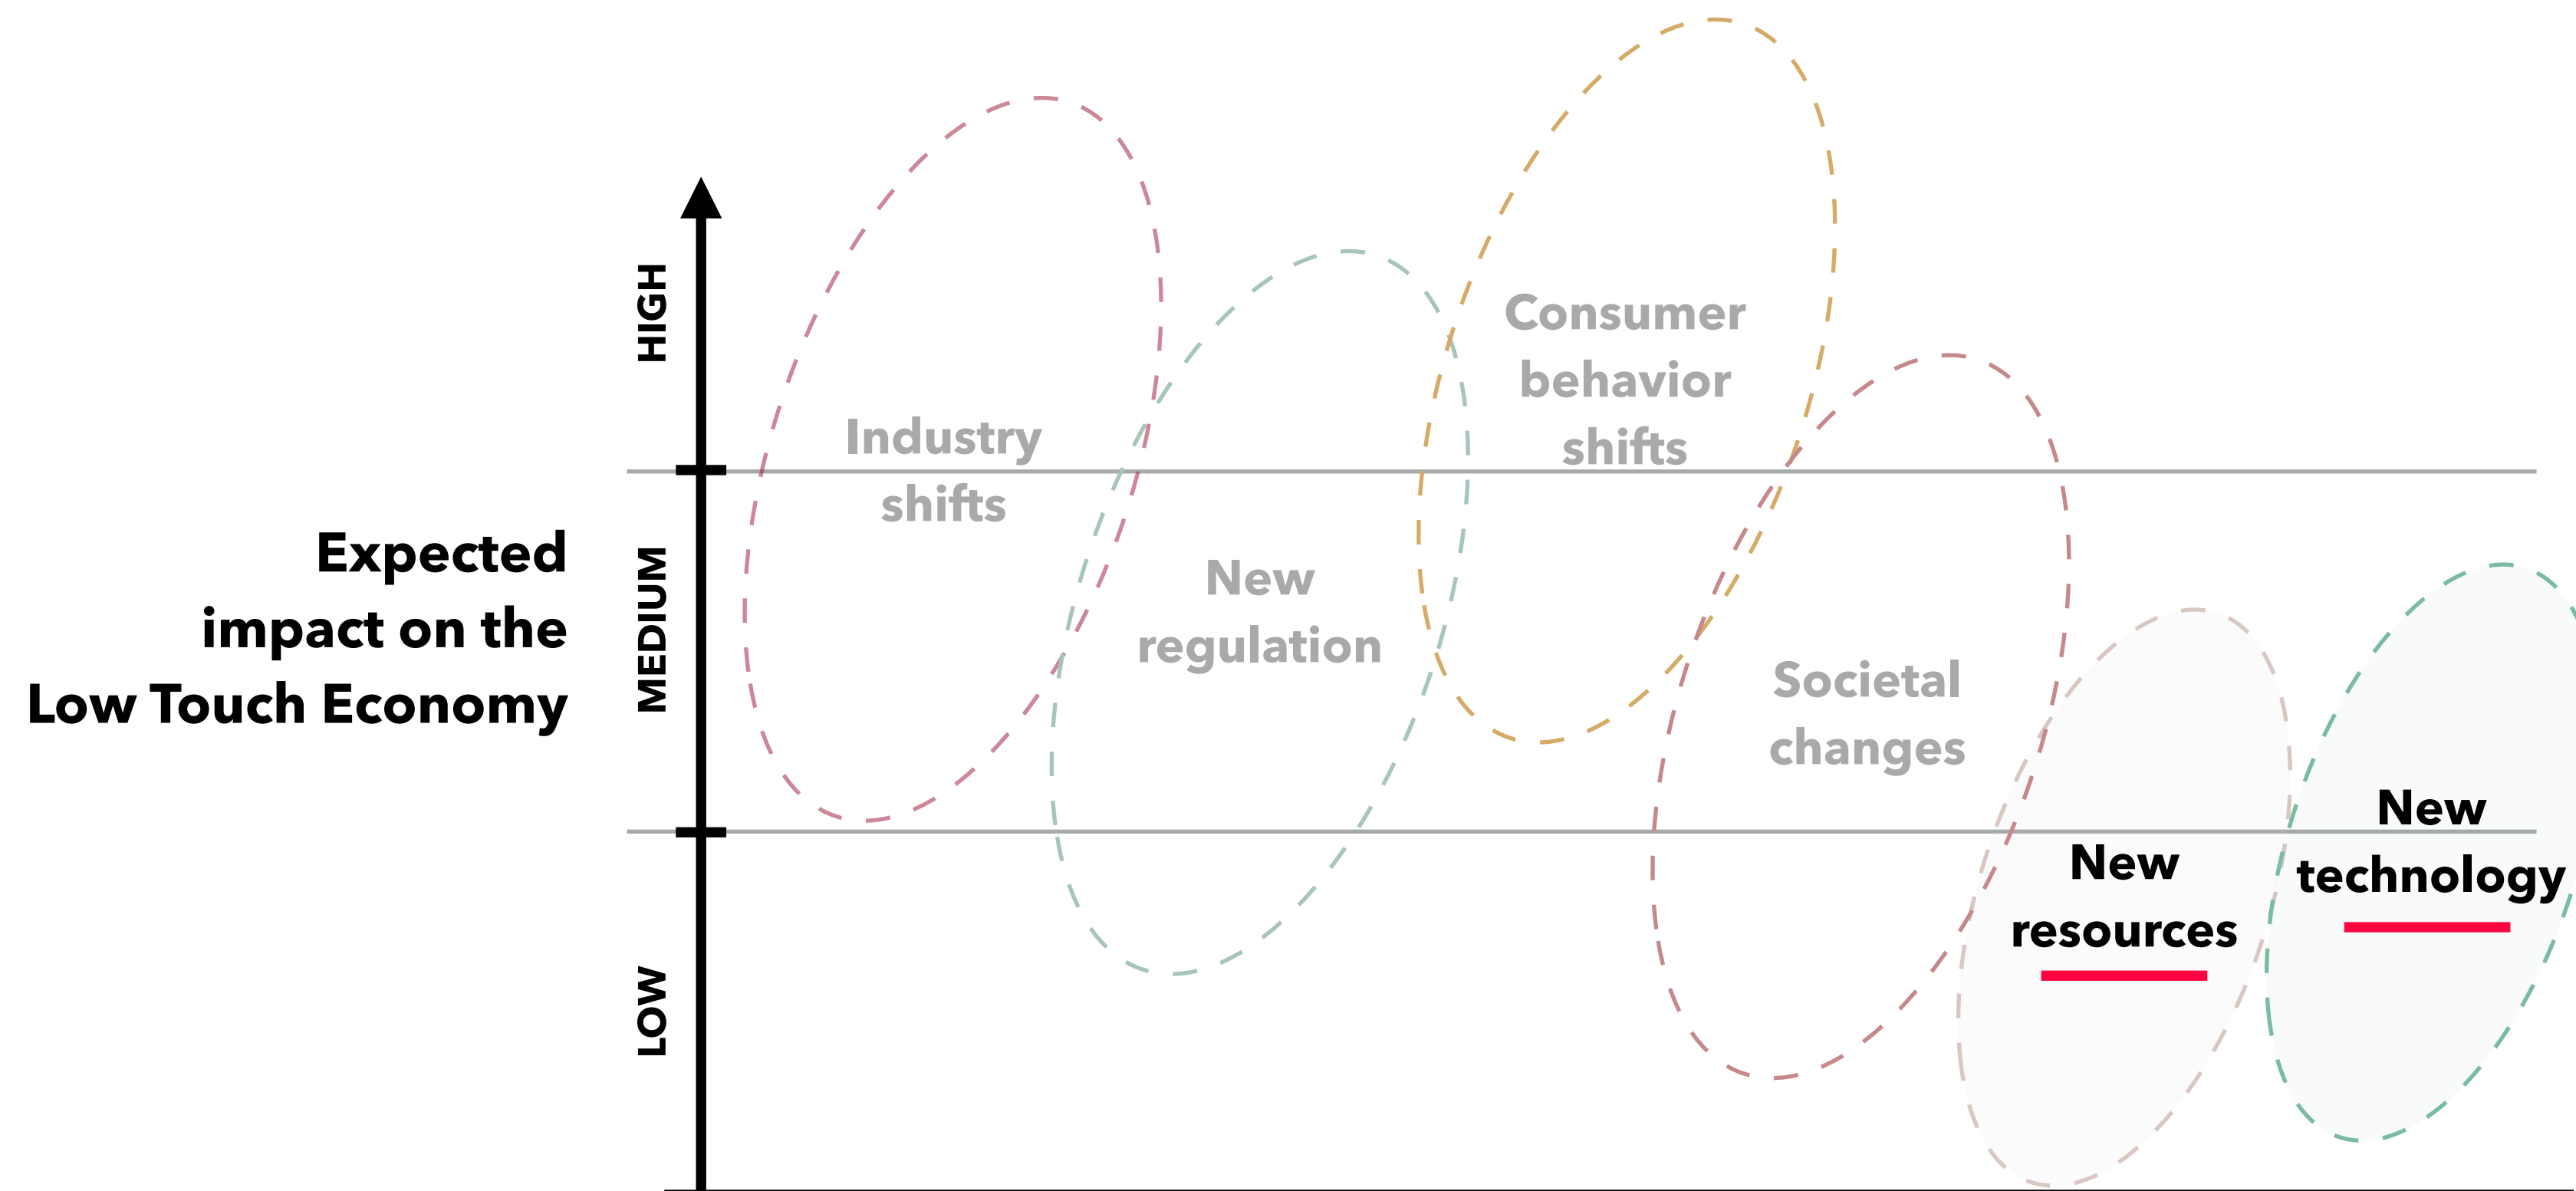 Expected
impact on the
Low Touch Economy
HIGH
MEDIUM
LOW
Industry
shifts
New
regulation
Consumer
behavior
shifts
Societal
changes
New
resources
New
technology